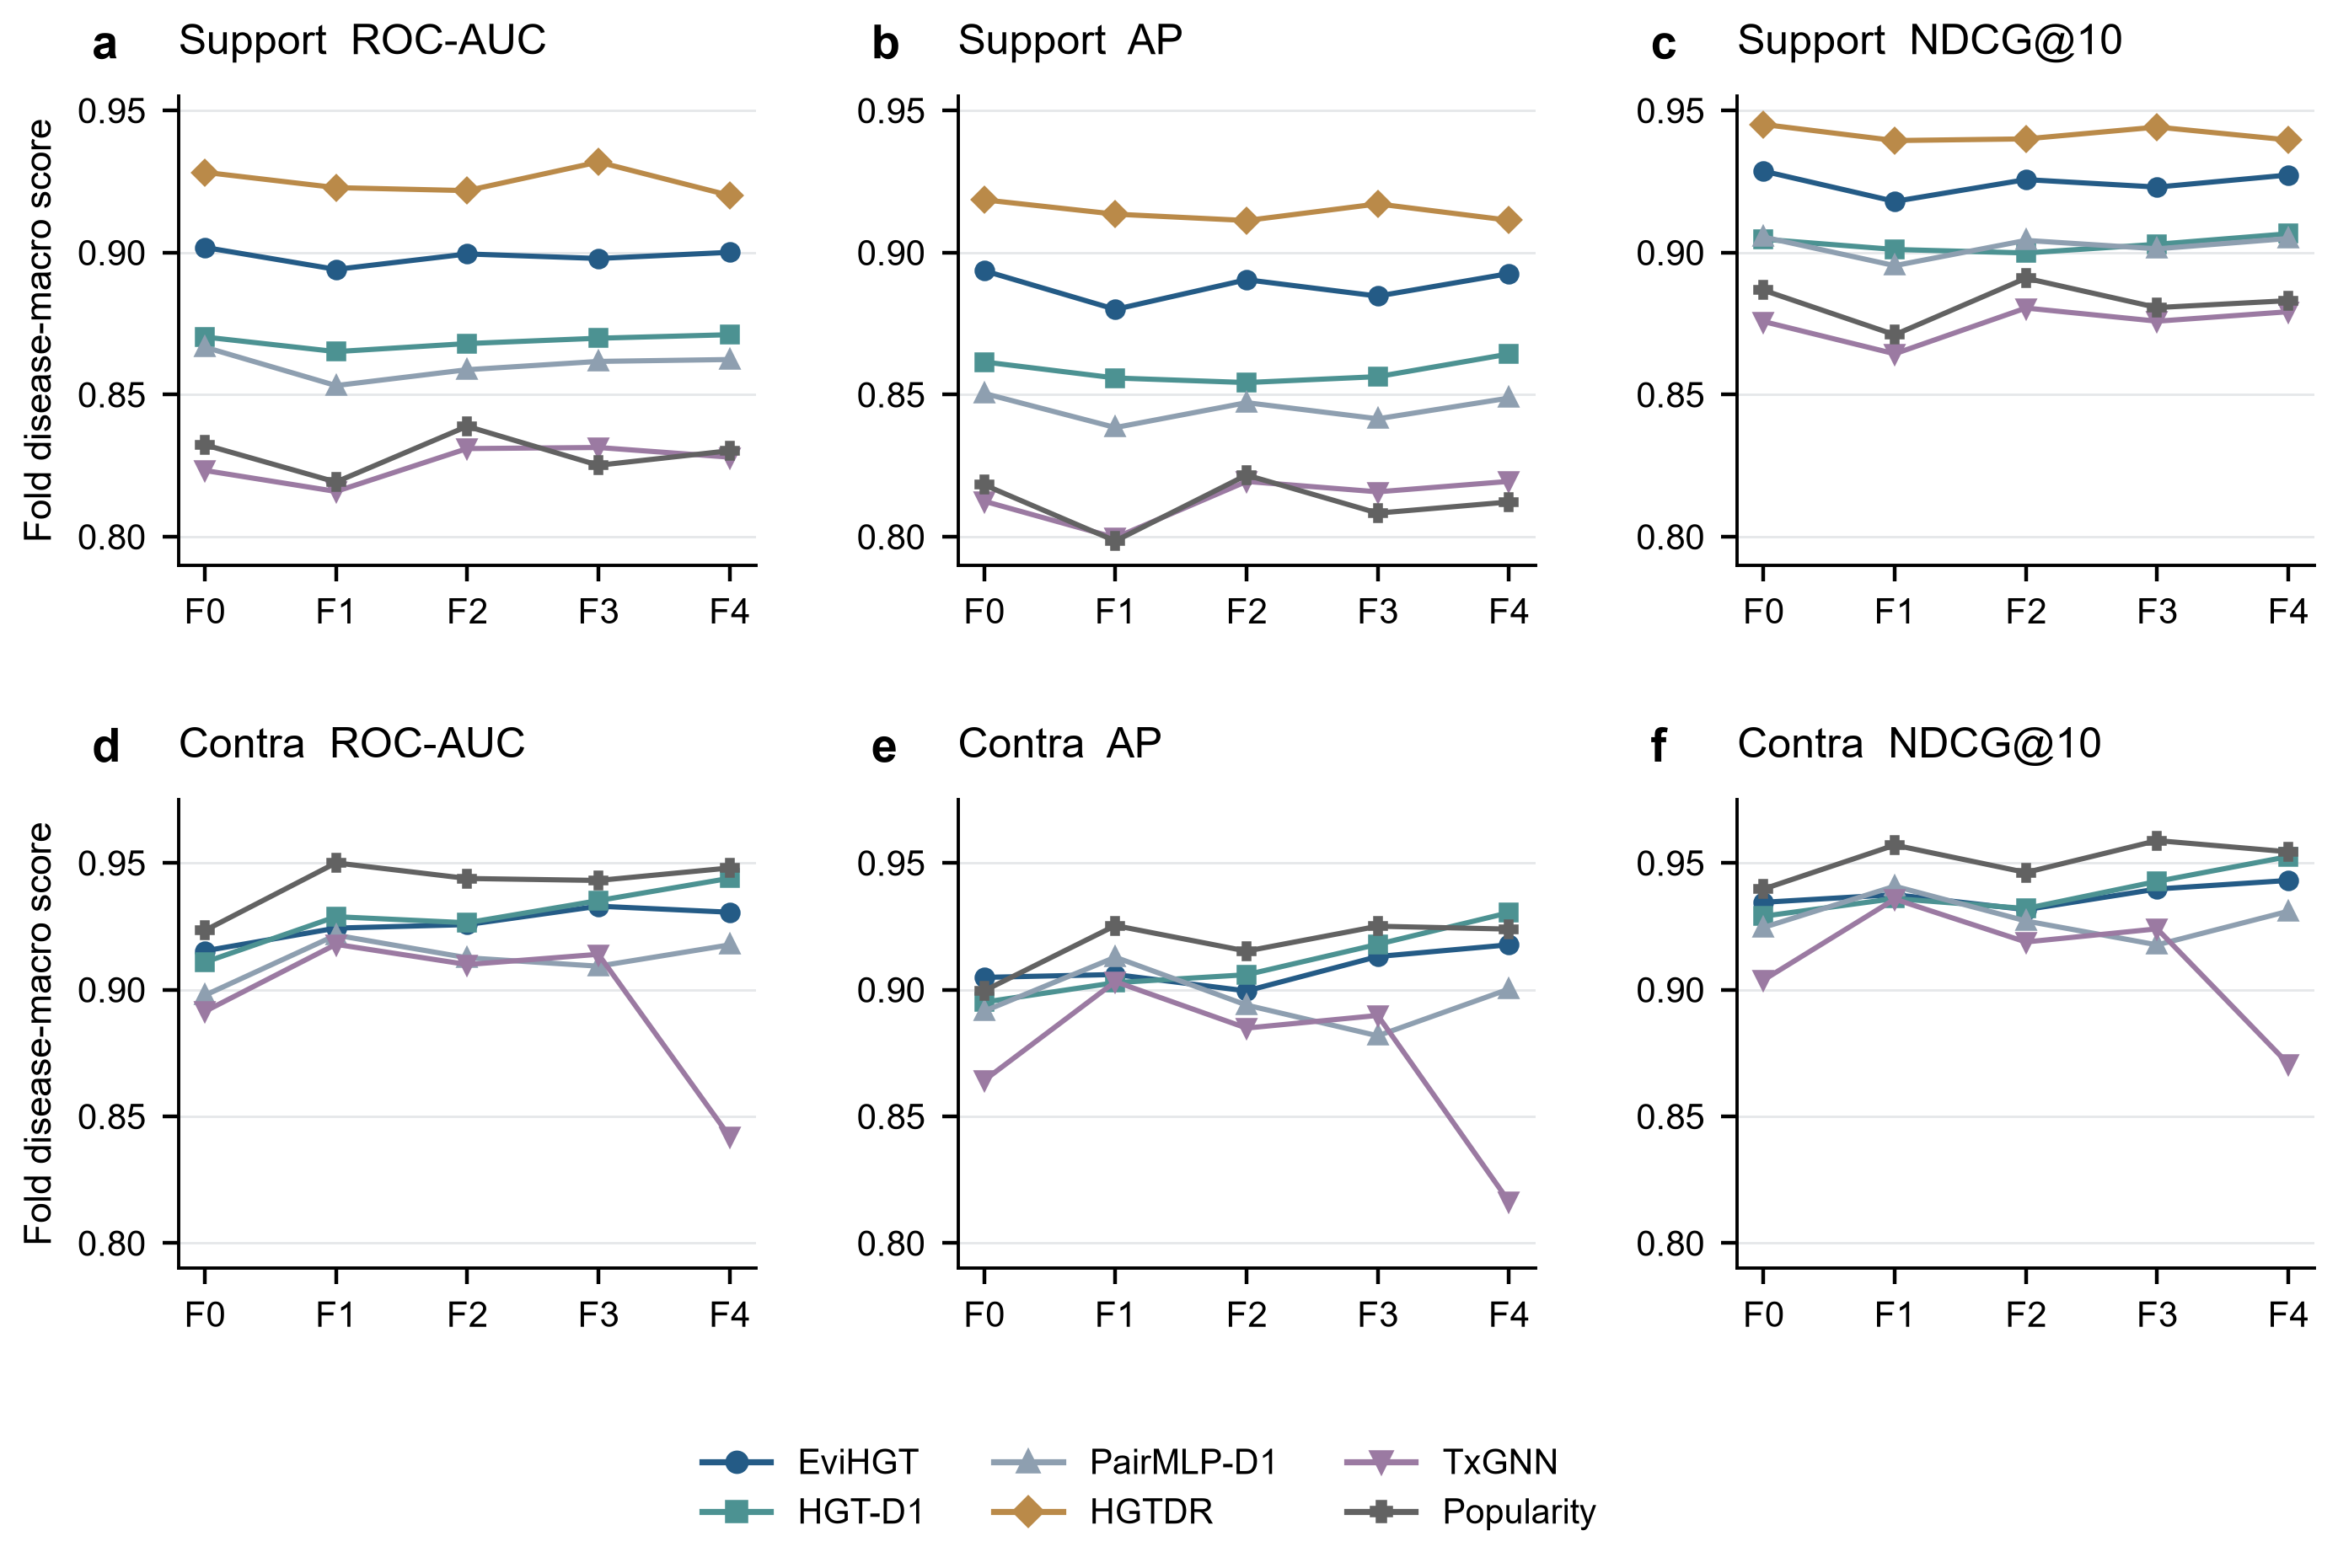 a Support ROC-AUC
b Support AP
c Support NDCG@10
Fold disease-macro score
0.95
0.90
0.85
0.80
F0 F1 F2 F3 F4
0.95
0.90
0.85
0.80
F0 F1 F2 F3 F4
0.95
0.90
0.85
0.80
F0 F1 F2 F3 F4
d Contra ROC-AUC
e Contra AP
f Contra NDCG@10
Fold disease-macro score
0.95
0.90
0.85
0.80
F0 F1 F2 F3 F4
0.95
0.90
0.85
0.80
F0 F1 F2 F3 F4
0.95
0.90
0.85
0.80
F0 F1 F2 F3 F4
EviHGT PairMLP-D1 TxGNN
HGT-D1 HGTDR Popularity